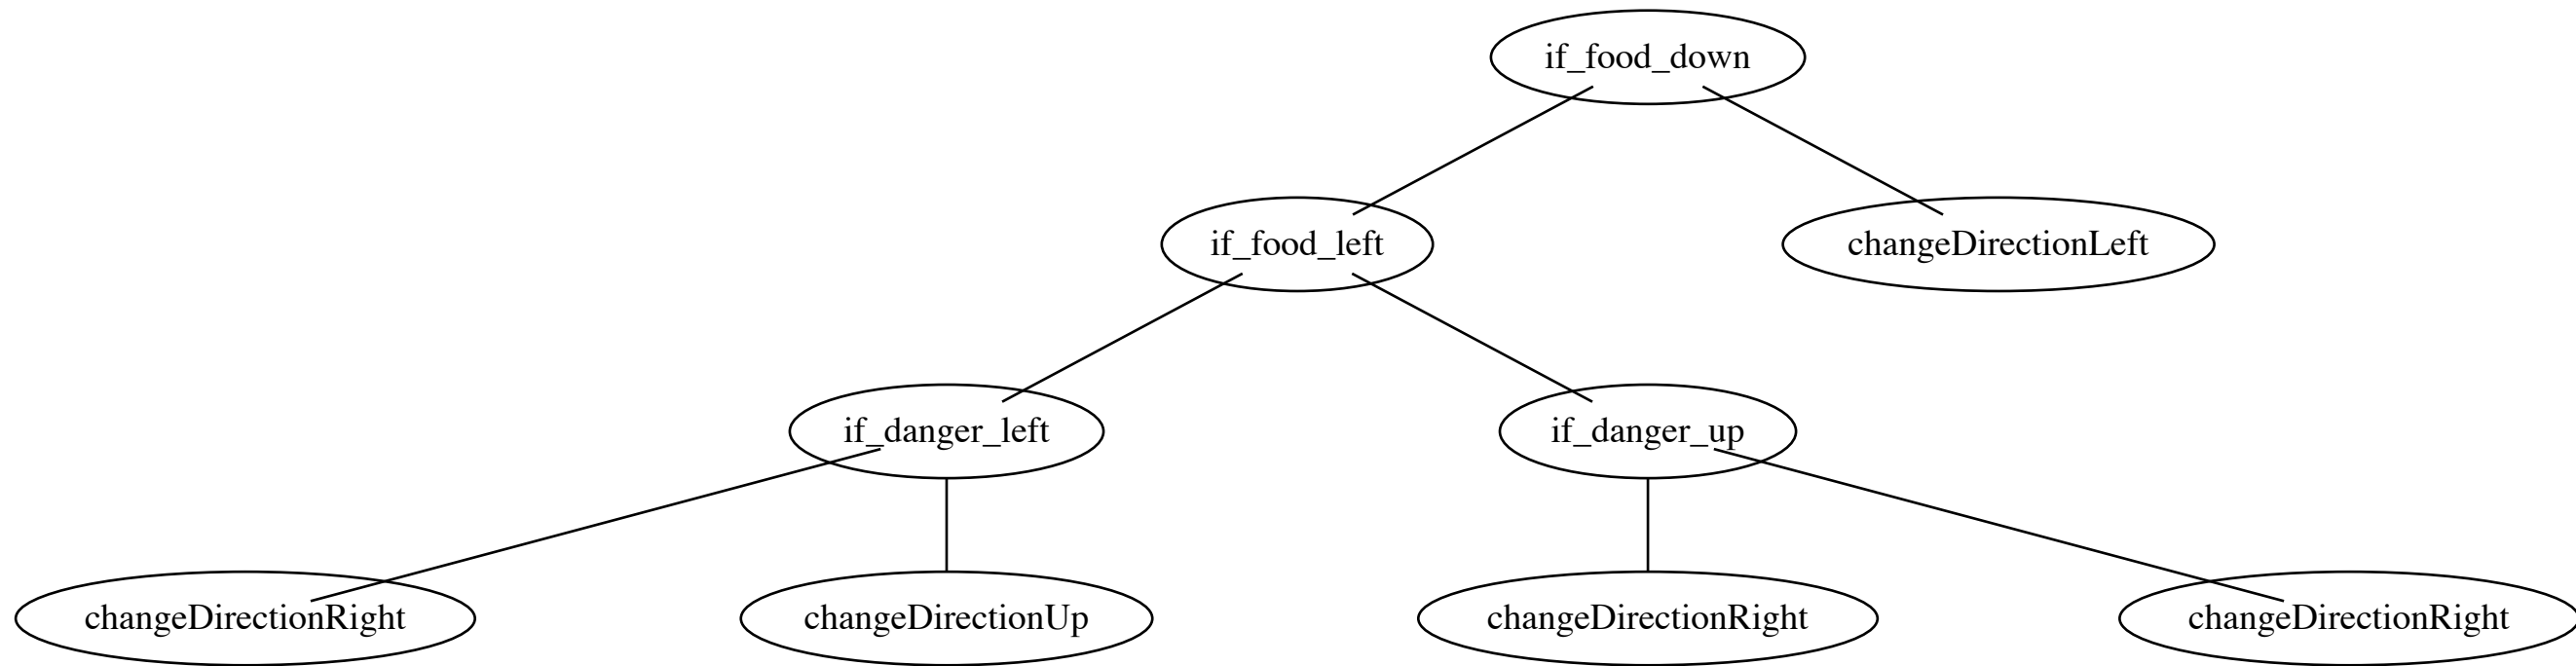 if_food_down
if_food_left
changeDirectionLeft
if_danger_left
if_danger_up
changeDirectionRight
changeDirectionUp
changeDirectionRight
changeDirectionRight